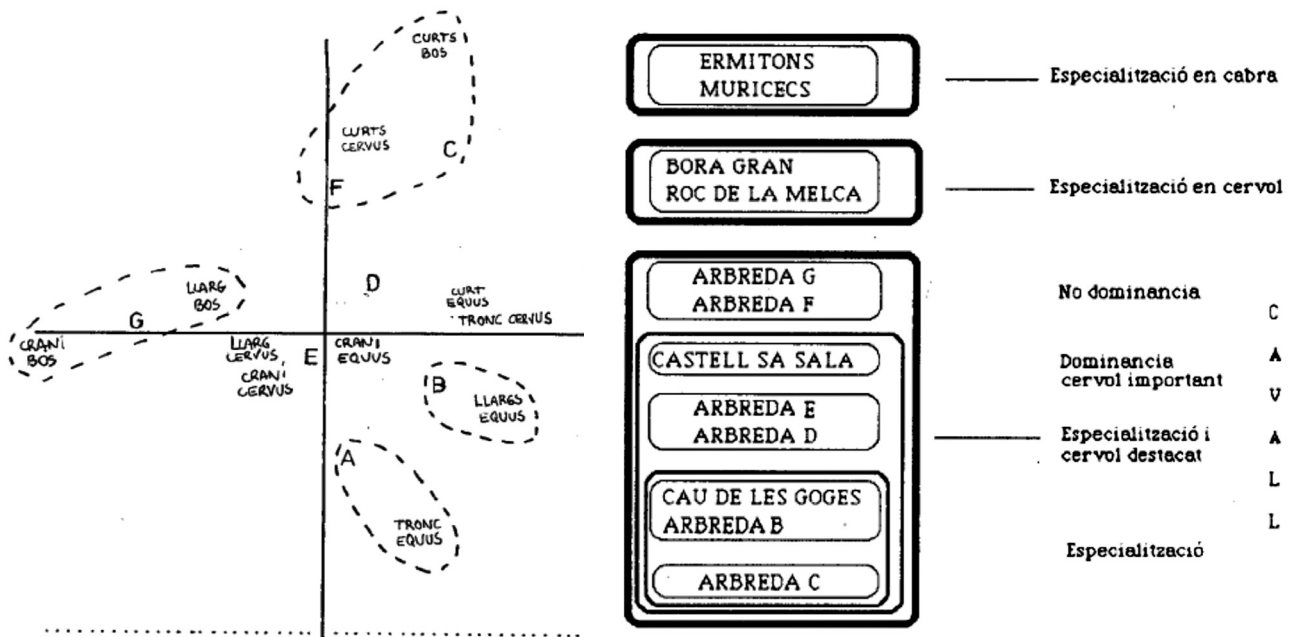 CURTS
BOS
CURTS
CERVUS
C
F
D
LLARG
BOS
G
CURT
EQUUS
TRONC CERVUS
CRANI
BOS
LLARG
CERVUS,
CRANI
CERVUS
E
CRANI
EQUUS
B
LLARGS
EQUUS
A
TRONC
EQUUS
ERMITONS
MURICECS
Especialització en cabra
BORA GRAN
ROC DE LA MELCA
Especialització en cervol
ARBREDA G
ARBREDA F
No dominancia
CASTELL SA SALA
Dominancia
cervol important
ARBREDA E
ARBREDA D
Especialització i
cervol destacat
CAU DE LES GOGES
ARBREDA B
Especialització
ARBREDA C
C
A
V
A
L
L